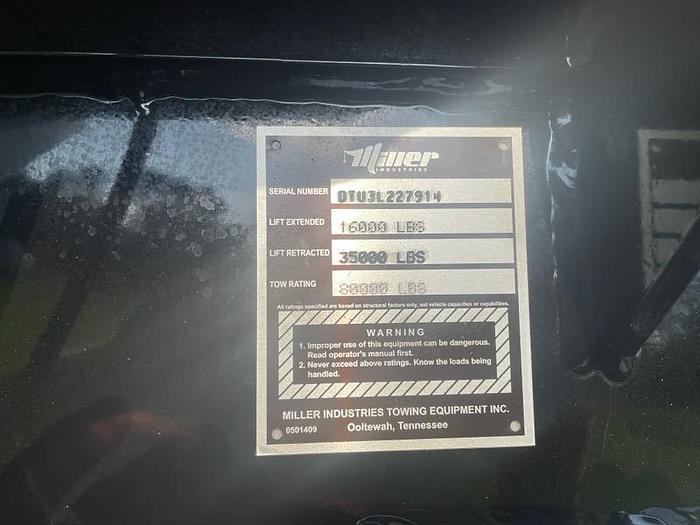 Miller
INDUSTRIES
SERIAL NUMBER DTU3L227914
LIFT EXTENDED 16000 LBS
LIFT RETRACTED 35000 LBS
TOW RATING 80000 LBS
All ratings specified are based on structural factors only, not vehicle capacities or capabilities.
WARNING
1. Improper use of this equipment can be dangerous.
Read operator's manual first.
2. Never exceed above ratings. Know the loads being
handled.
MILLER INDUSTRIES TOWING EQUIPMENT INC.
0501409 Ooltewah, Tennessee